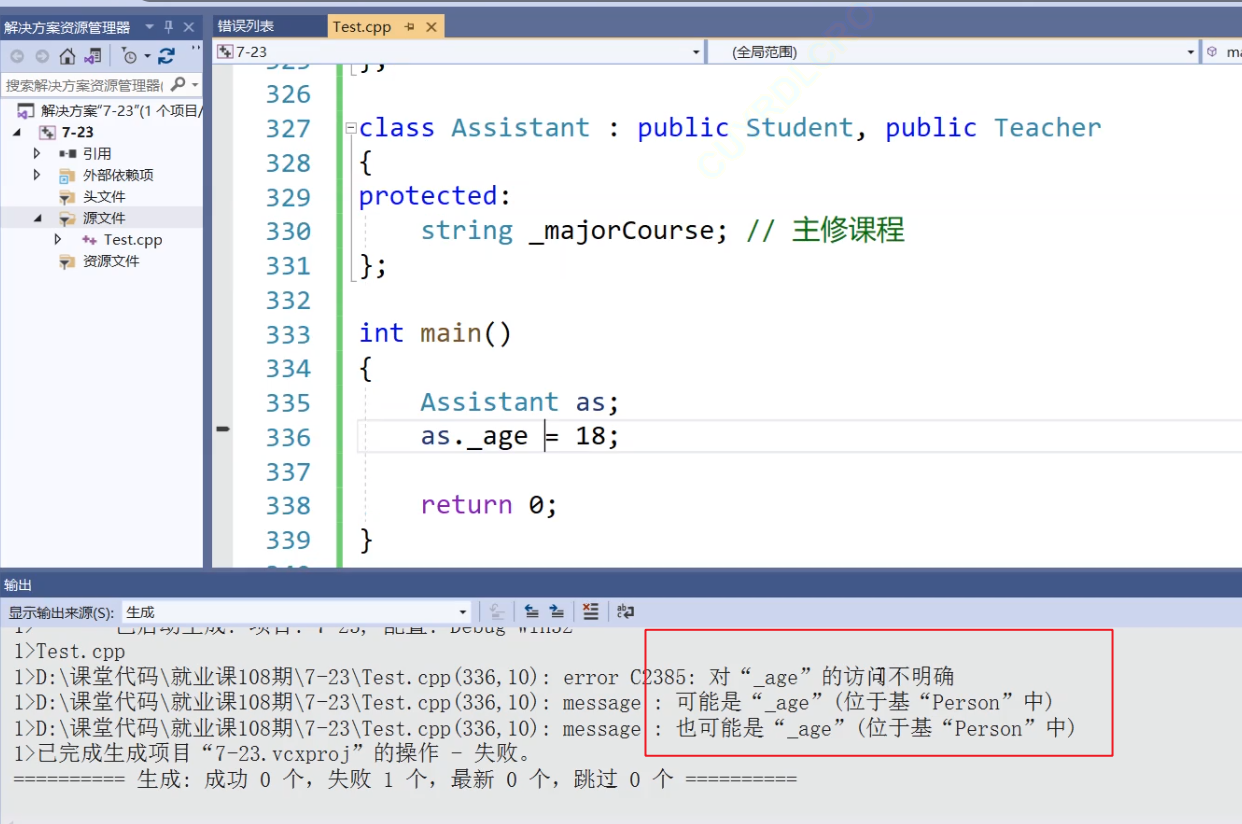 解决方案资源管理器
错误列表
Test.cpp
7-23
(全局范围)
搜索解决方案资源管理器(
解决方案"7-23"(1 个项目/
7-23
引用
外部依赖项
头文件
源文件
Test.cpp
资源文件
325 };
326
327 class Assistant : public Student, public Teacher
328 {
329 protected:
330 string _majorCourse; // 主修课程
331 };
332
333 int main()
334 {
335 Assistant as;
336 as._age = 18;
337
338 return 0;
339 }
输出
显示输出来源(S): 生成
1> 已启动生成: 项目: 7-23, 配置: Debug Win32
1>Test.cpp
1>D:\课堂代码\就业课108期\7-23\Test.cpp(336,10): error C2385: 对“_age”的访问不明确
1>D:\课堂代码\就业课108期\7-23\Test.cpp(336,10): message : 可能是“_age”(位于基“Person”中)
1>D:\课堂代码\就业课108期\7-23\Test.cpp(336,10): message : 也可能是“_age”(位于基“Person”中)
1>已完成生成项目“7-23.vcxproj”的操作 - 失败。
========== 生成: 成功 0 个，失败 1 个，最新 0 个，跳过 0 个 ==========